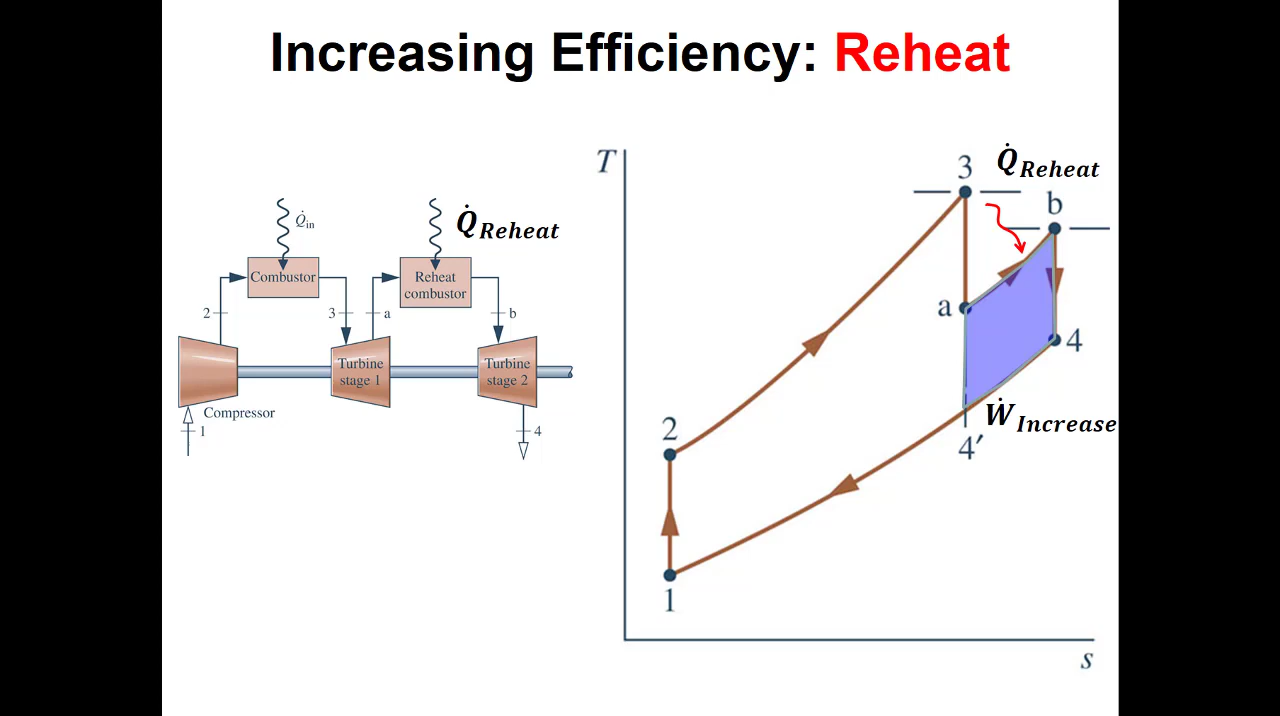 Increasing Efficiency: Reheat
Q̇in
Q̇Reheat
Combustor
Reheat
combustor
2
3
a
b
Turbine
stage 1
Turbine
stage 2
Compressor
1
4
T
3
Q̇Reheat
b
a
4
2
ẆIncrease
4′
1
s